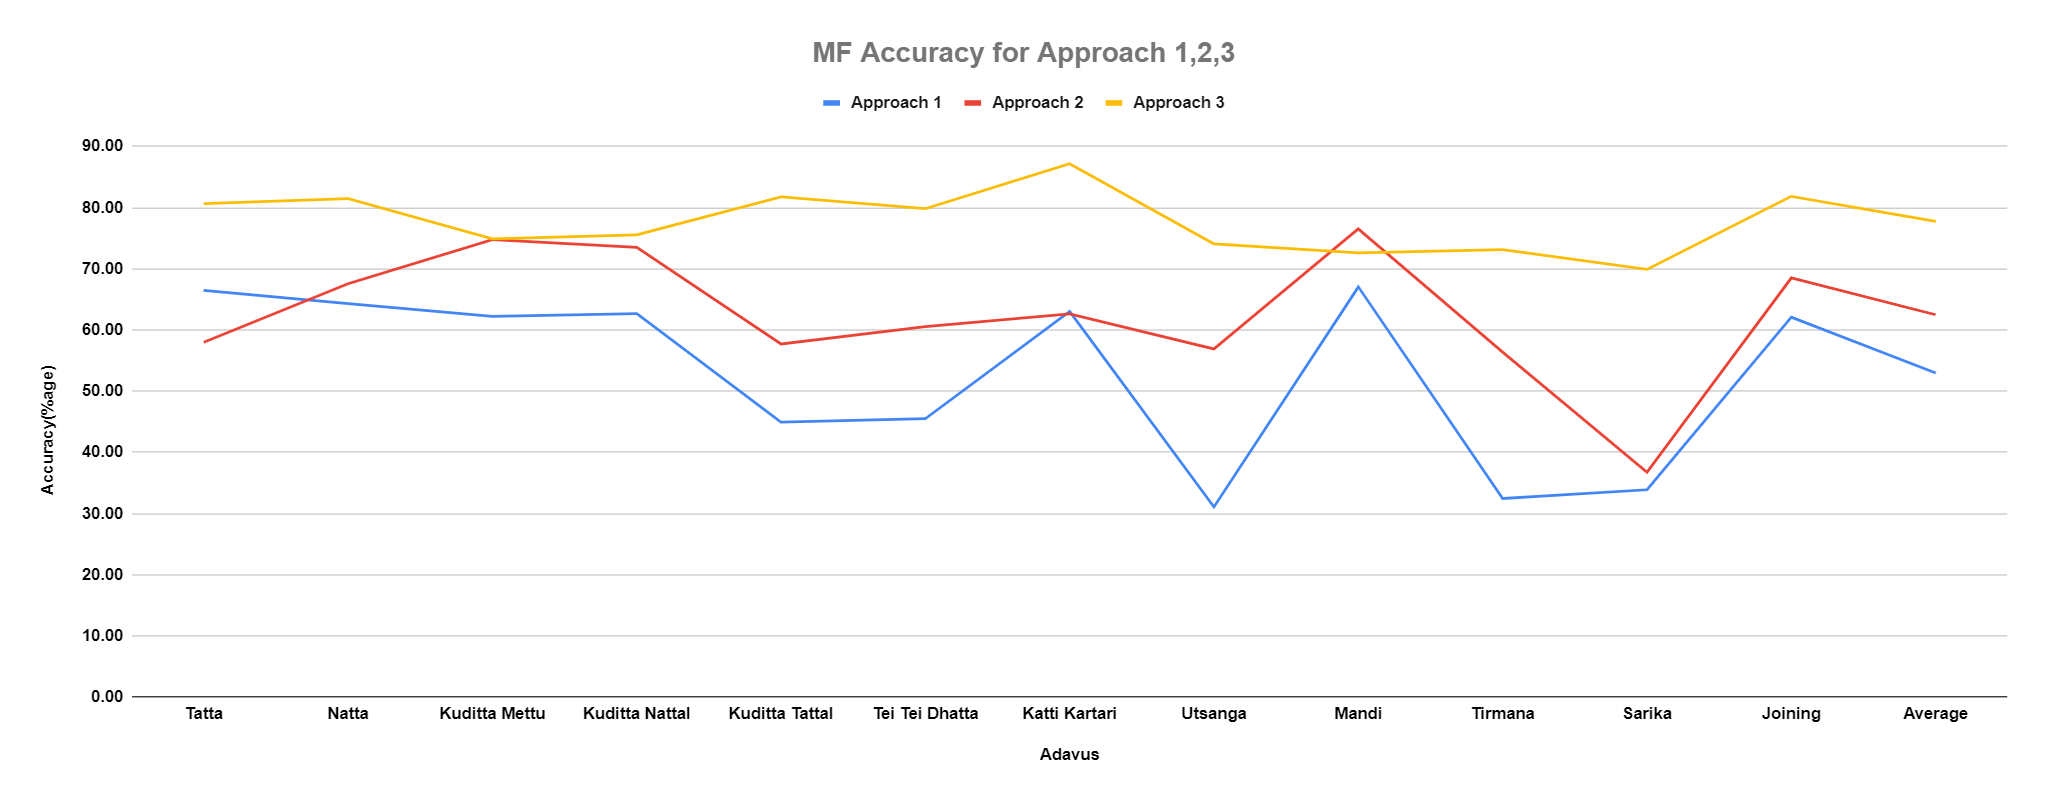 MF Accuracy for Approach 1,2,3
Approach 1 Approach 2 Approach 3
90.00
80.00
70.00
60.00
50.00
40.00
30.00
20.00
10.00
0.00
Accuracy(%age)
Tatta Natta Kuditta Mettu Kuditta Nattal Kuditta Tattal Tei Tei Dhatta Katti Kartari Utsanga Mandi Tirmana Sarika Joining Average
Adavus